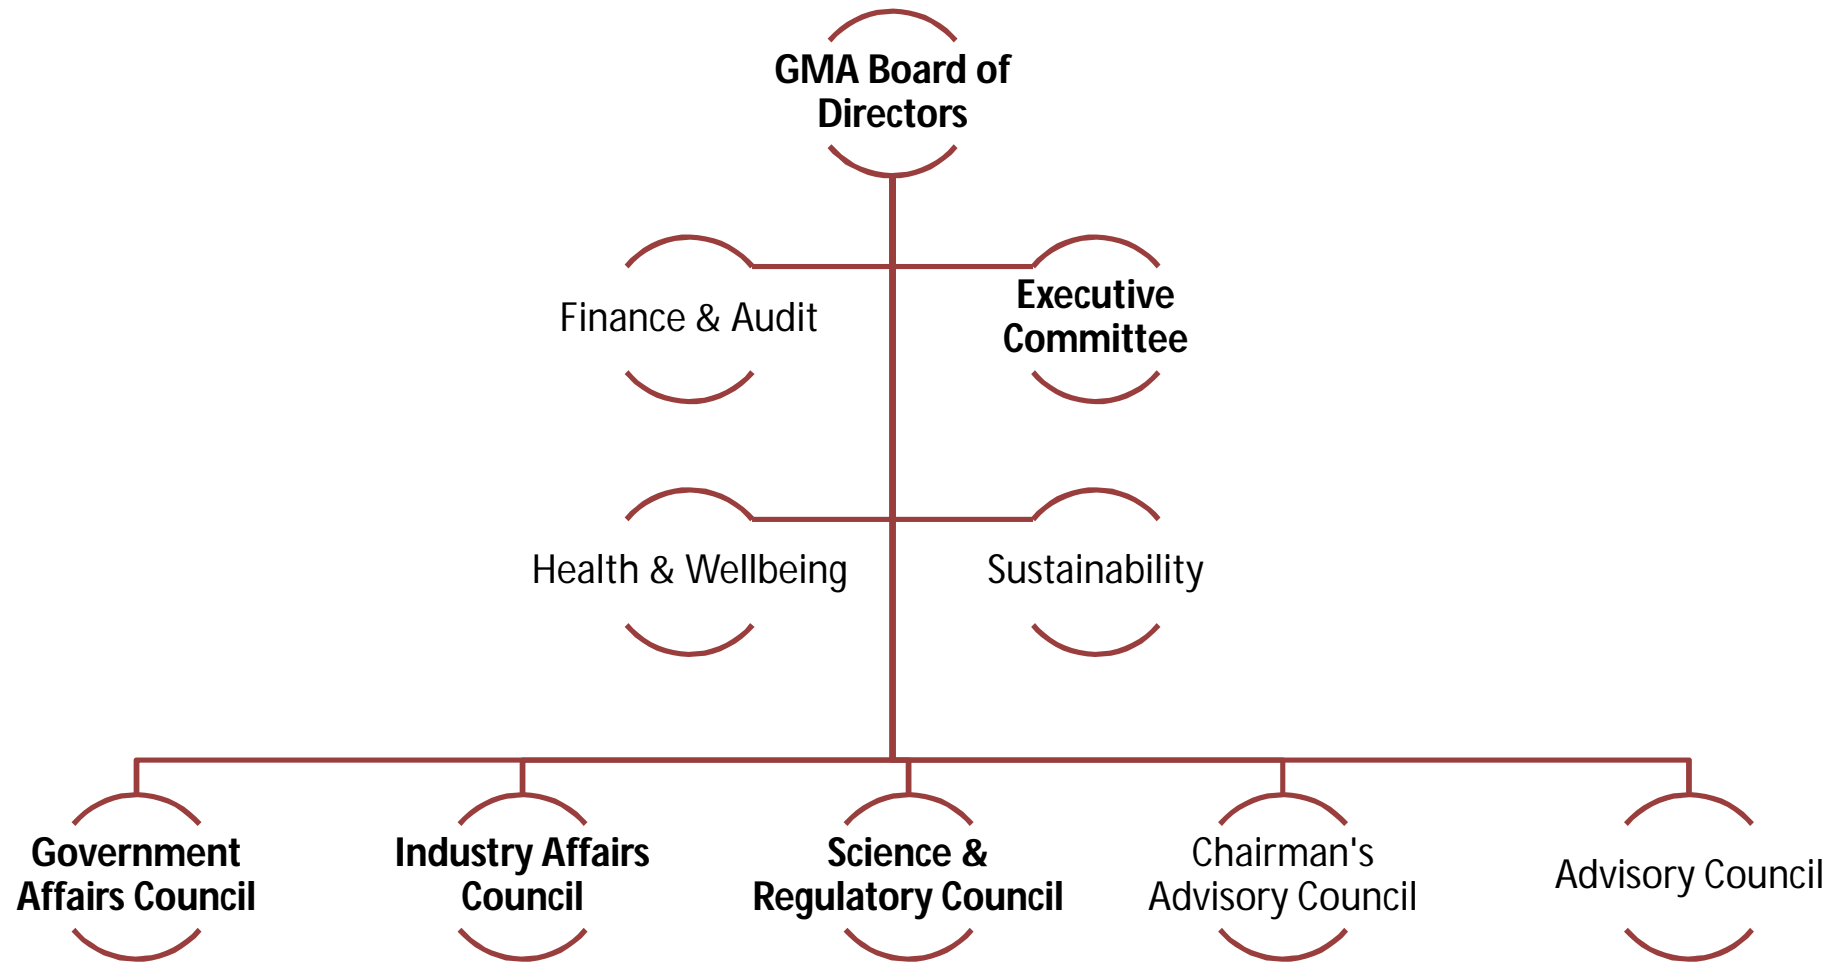 GMA Board of
Directors
Finance & Audit
Executive
Committee
Health & Wellbeing
Sustainability
Government
Affairs Council
Industry Affairs
Council
Science &
Regulatory Council
Chairman's
Advisory Council
Advisory Council